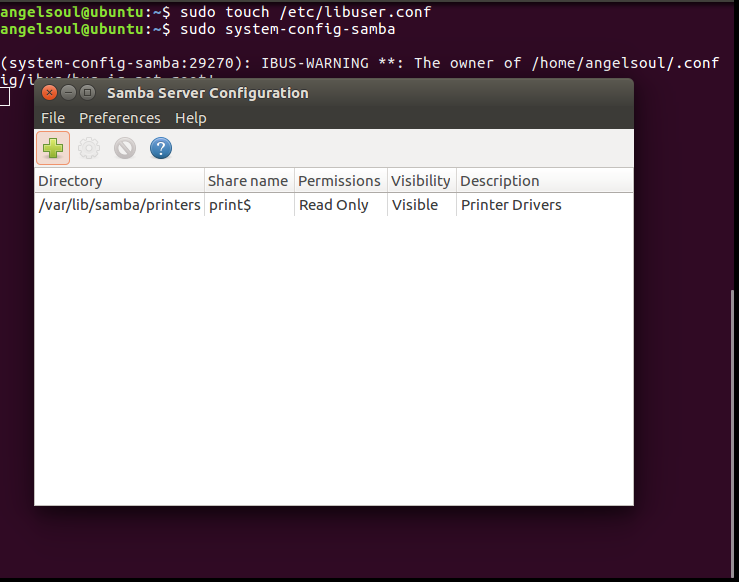 angelsoul@ubuntu:~$ sudo touch /etc/libuser.conf
angelsoul@ubuntu:~$ sudo system-config-samba
(system-config-samba:29270): IBUS-WARNING **: The owner of /home/angelsoul/.conf
ig/ibus/bus is not root!
Samba Server Configuration
File Preferences Help
Directory Share name Permissions Visibility Description
/var/lib/samba/printers print$ Read Only Visible Printer Drivers